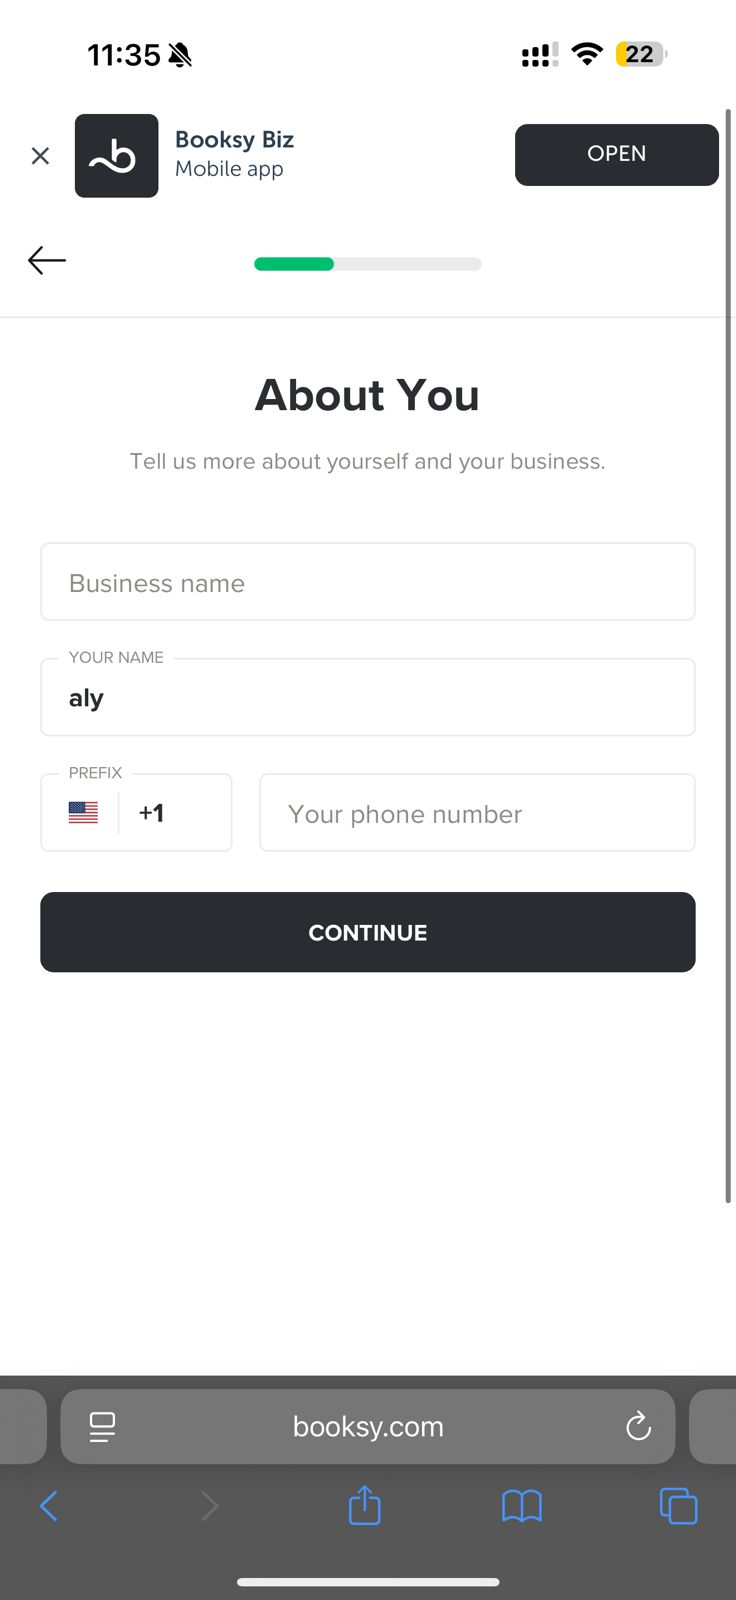 11:35
22
Booksy Biz
Mobile app
OPEN
About You
Tell us more about yourself and your business.
Business name
YOUR NAME
aly
PREFIX
+1
Your phone number
CONTINUE
booksy.com